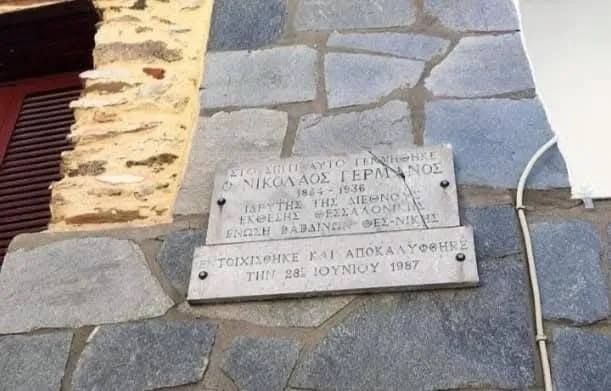 ΣΤΟ ΣΠΙΤΙ ΑΥΤΟ ΓΕΝΝΗΘΗΚΕ
Ο ΝΙΚΟΛΑΟΣ ΓΕΡΜΑΝΟΣ
1864 - 1936
ΙΔΡΥΤΗΣ ΤΗΣ ΔΙΕΘΝΟΥΣ
ΕΚΘΕΣΗΣ ΘΕΣΣΑΛΟΝΙΚΗΣ
ΕΝΩΣΗ ΒΑΒΔΙΝΩΝ ΘΕΣ-ΝΙΚΗΣ
ΕΝΤΟΙΧΙΣΘΗΚΕ ΚΑΙ ΑΠΟΚΑΛΥΦΘΗΚΕ
ΤΗΝ 28η ΙΟΥΝΙΟΥ 1987